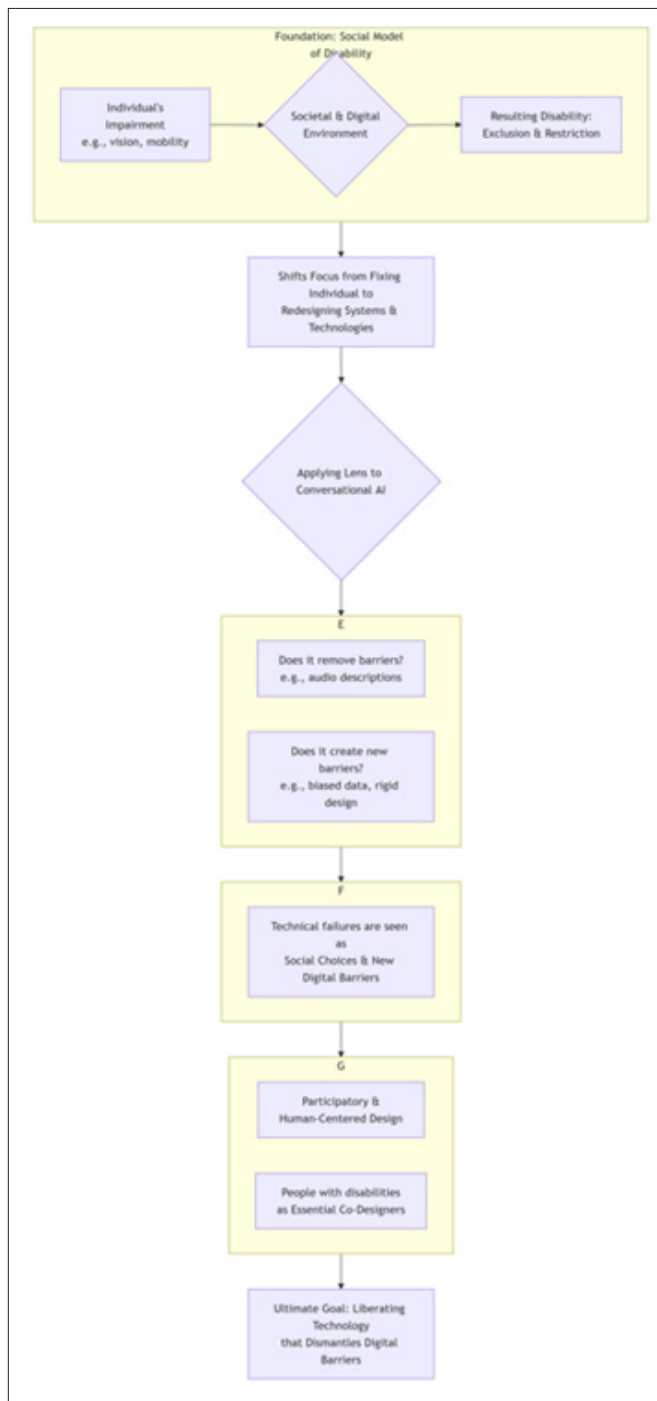 Foundation: Social Model
of Disability
Individual's
Impairment
e.g., vision, mobility
Societal & Digital
Environment
Resulting Disability:
Exclusion & Restriction
Shifts Focus from Fixing
Individual to
Redesigning Systems &
Technologies
Applying Lens to
Conversational AI
E
Does it remove barriers?
e.g., audio descriptions
Does it create new
barriers?
e.g., biased data, rigid
design
F
Technical failures are seen
as
Social Choices & New
Digital Barriers
G
Participatory &
Human-Centered Design
People with disabilities
as Essential Co-Designers
Ultimate Goal: Liberating
Technology
that Dismantles Digital
Barriers